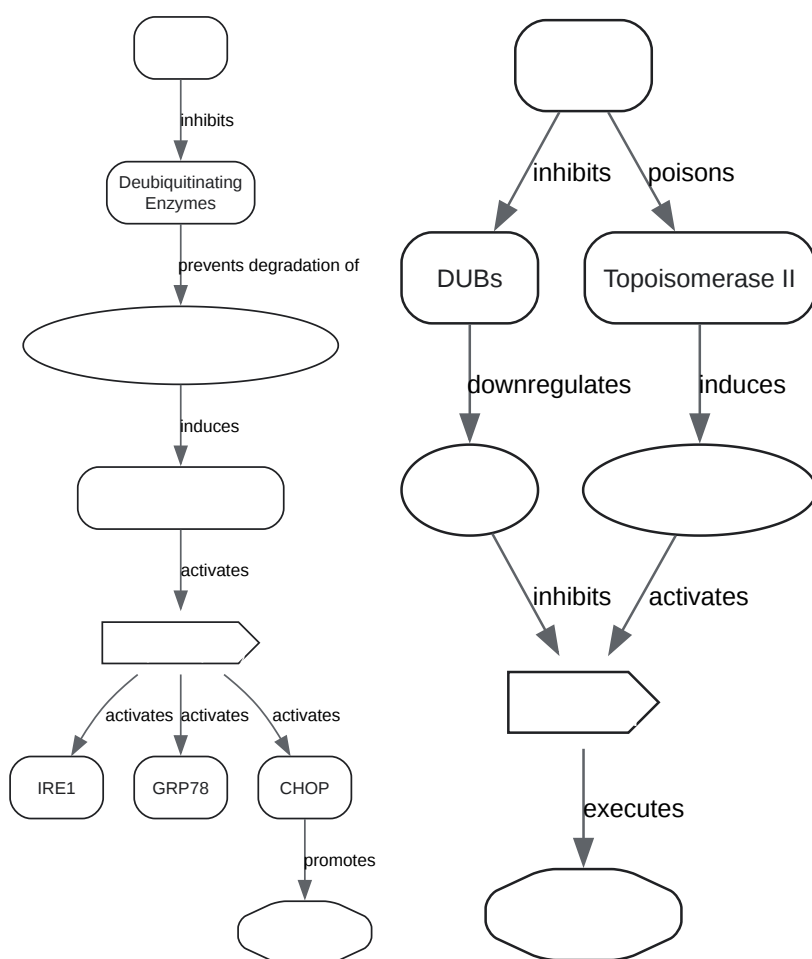 inhibits
Deubiquitinating
Enzymes
prevents degradation of
induces
activates
activates
activates
activates
IRE1
GRP78
CHOP
promotes
inhibits
poisons
DUBs
Topoisomerase II
downregulates
induces
inhibits
activates
executes